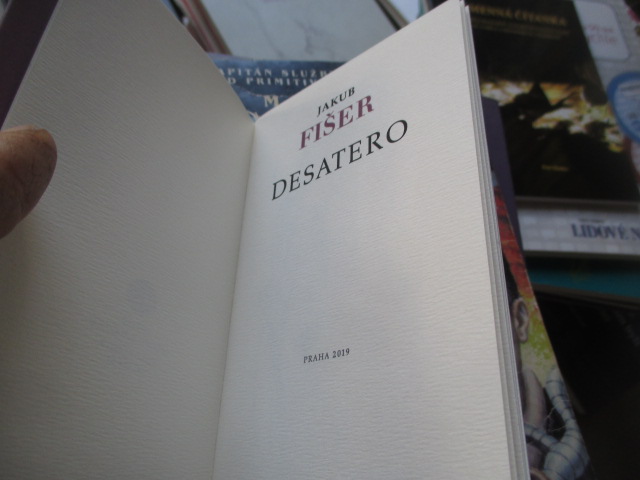 JAKUB
FIŠER
DESATERO
PRAHA 2019
LIDOVÉ N